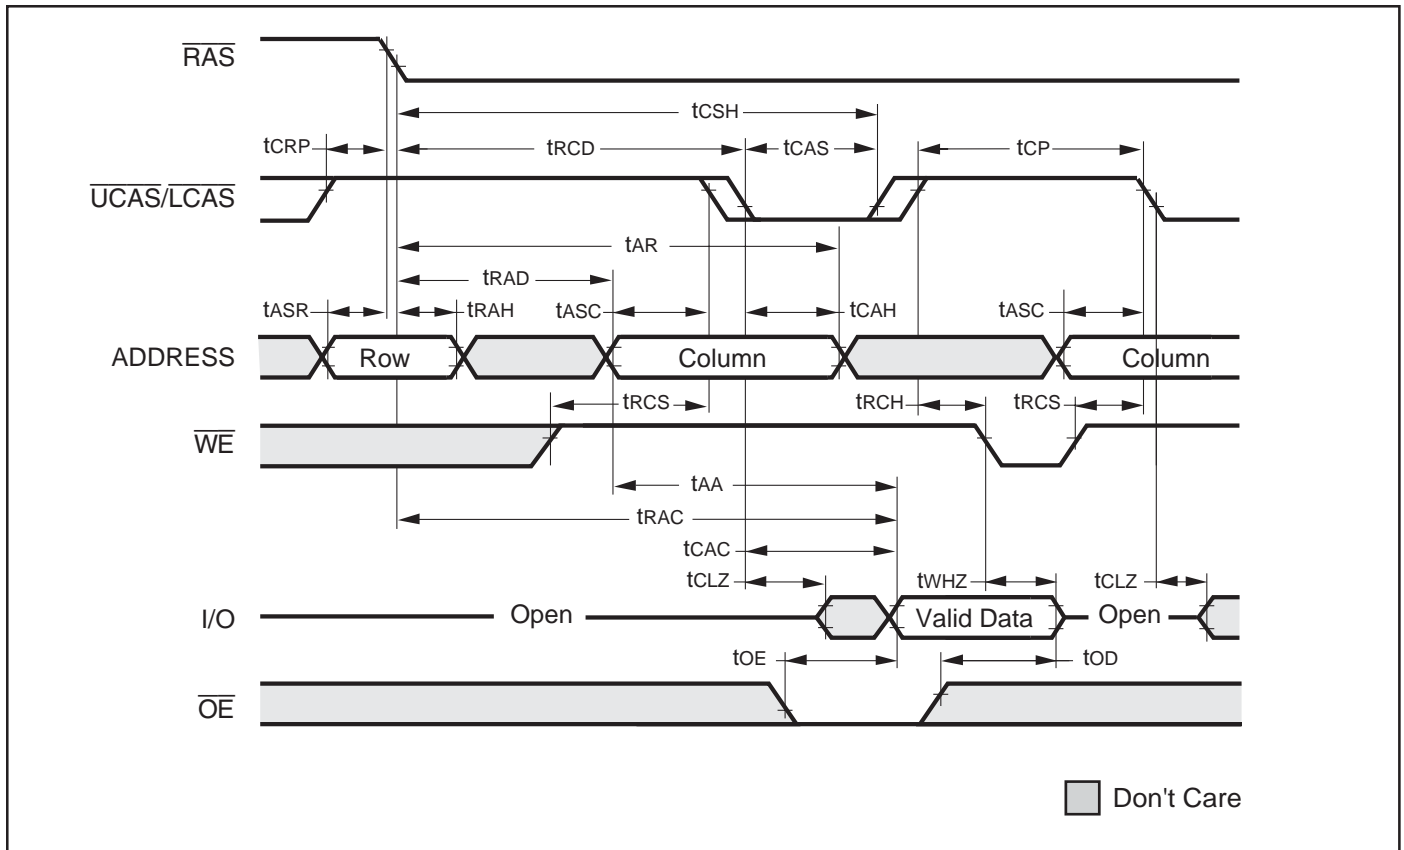 RAS
tCSH
tCRP
tRCD
tCAS
tCP
UCAS/LCAS
tAR
tRAD
tASR
tRAH
tASC
tCAH
tASC
ADDRESS
Row
Column
Column
tRCS
tRCH
tRCS
WE
tAA
tRAC
tCAC
tCLZ
tWHZ
tCLZ
I/O
Open
Valid Data
Open
tOE
tOD
OE
Don't Care